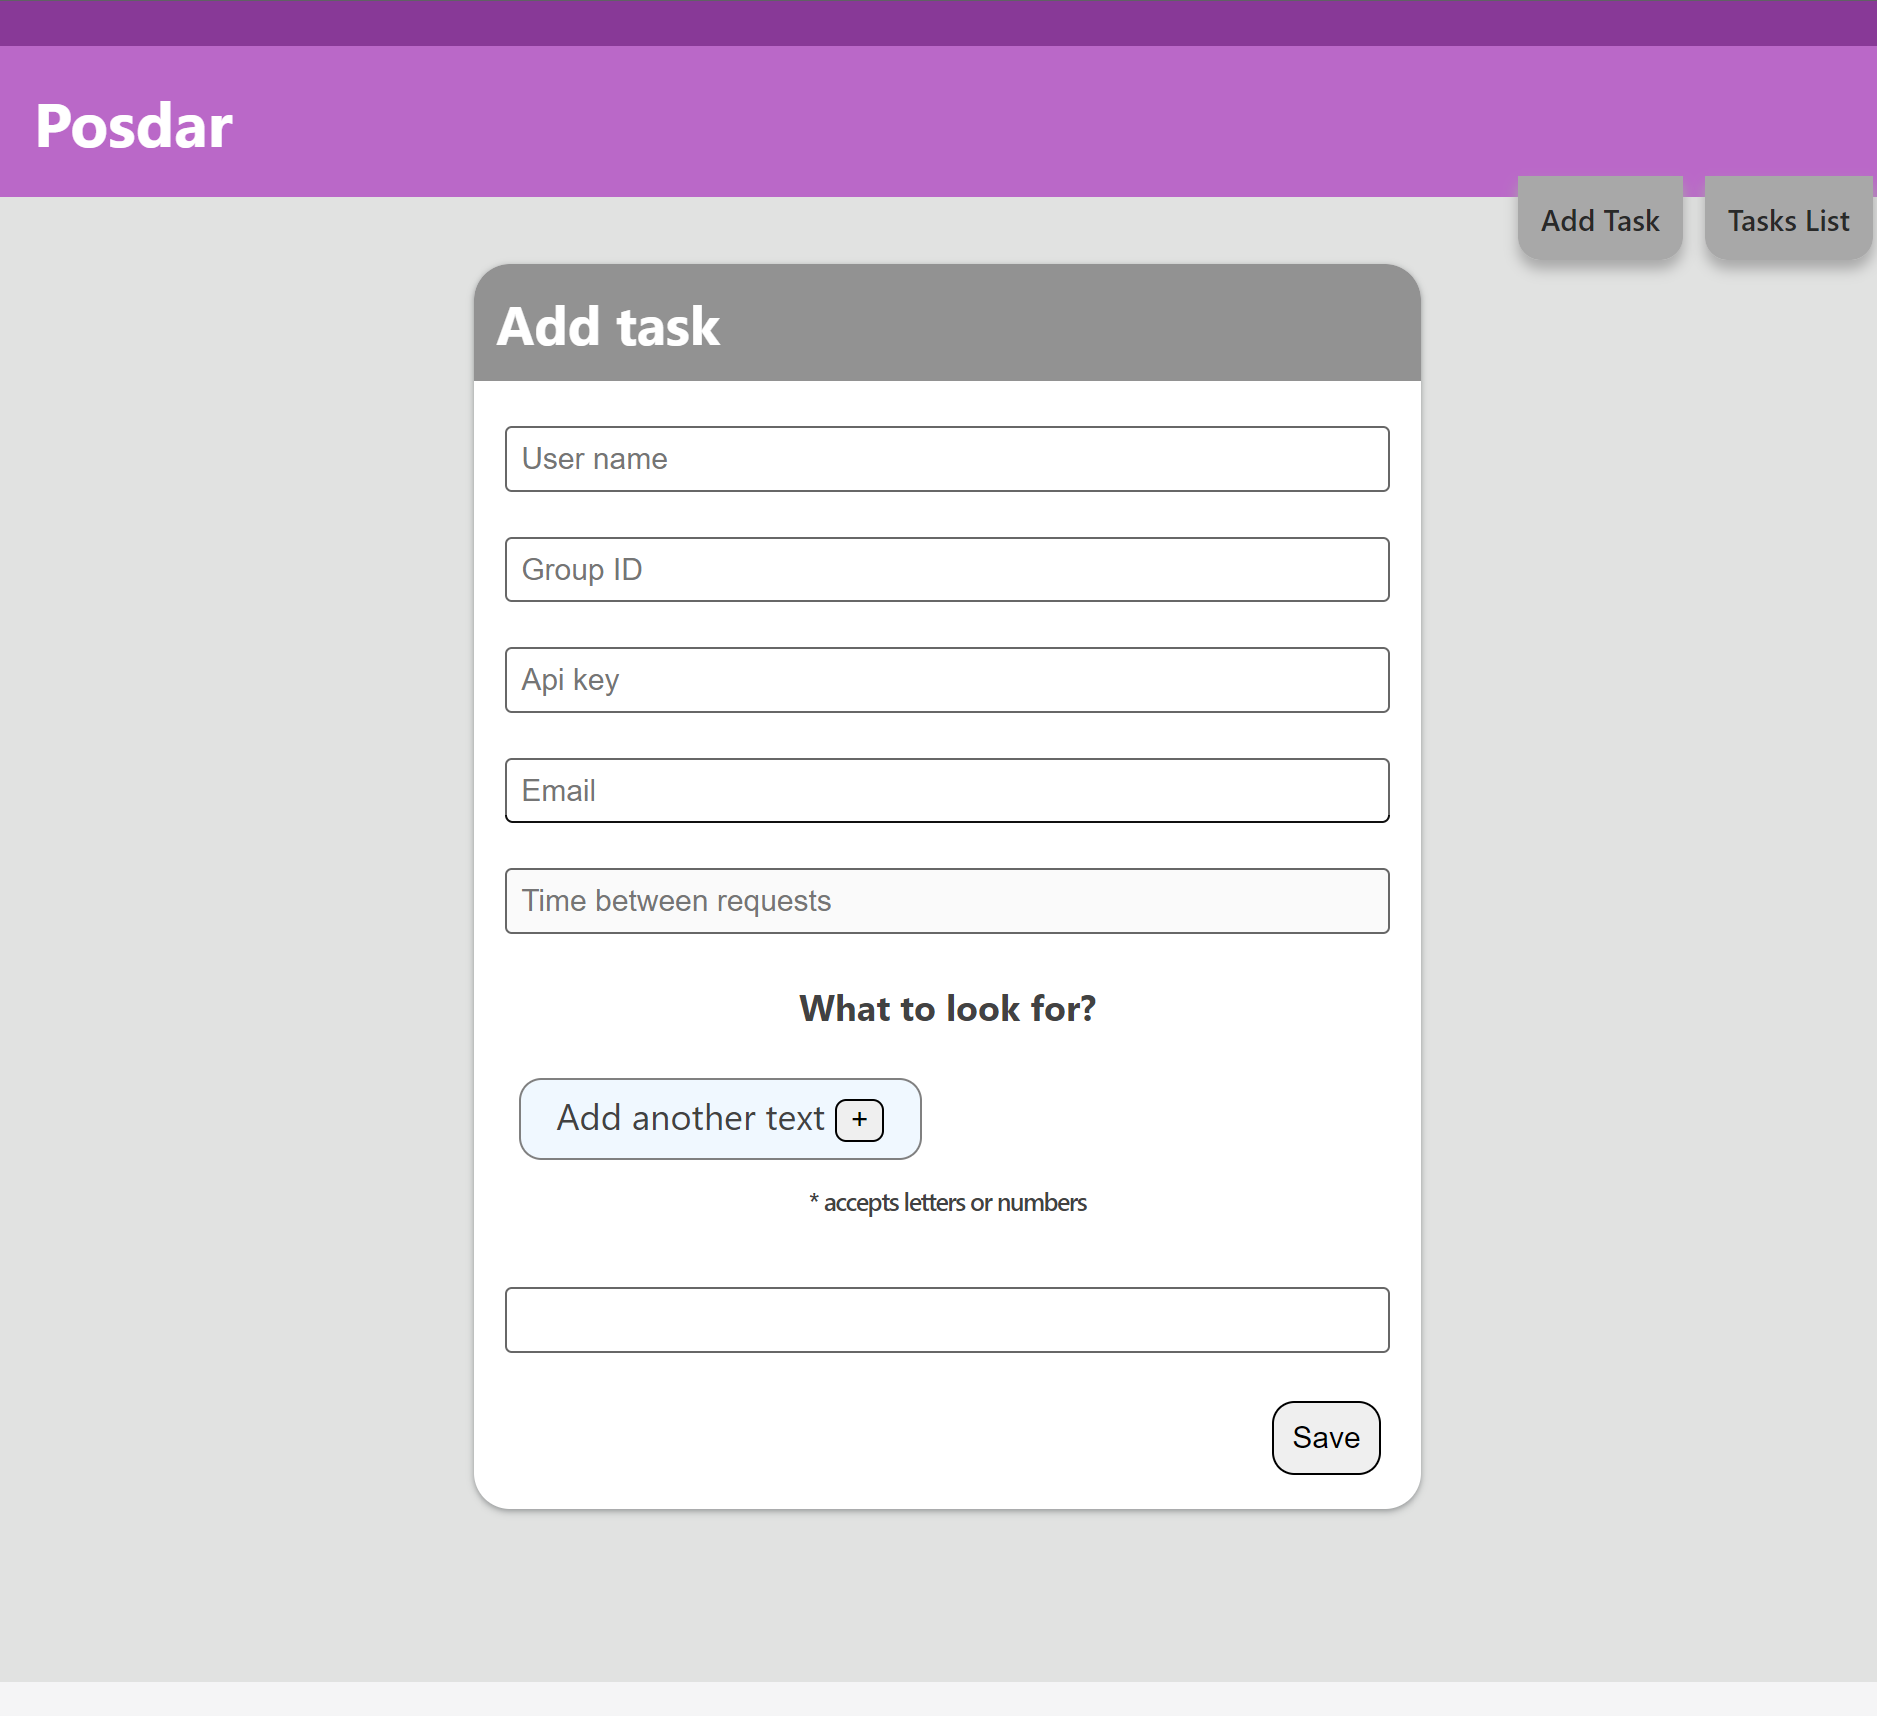 Posdar
Add Task
Tasks List
Add task
User name
Group ID
Api key
Email
Time between requests
What to look for?
Add another text +
* accepts letters or numbers
Save